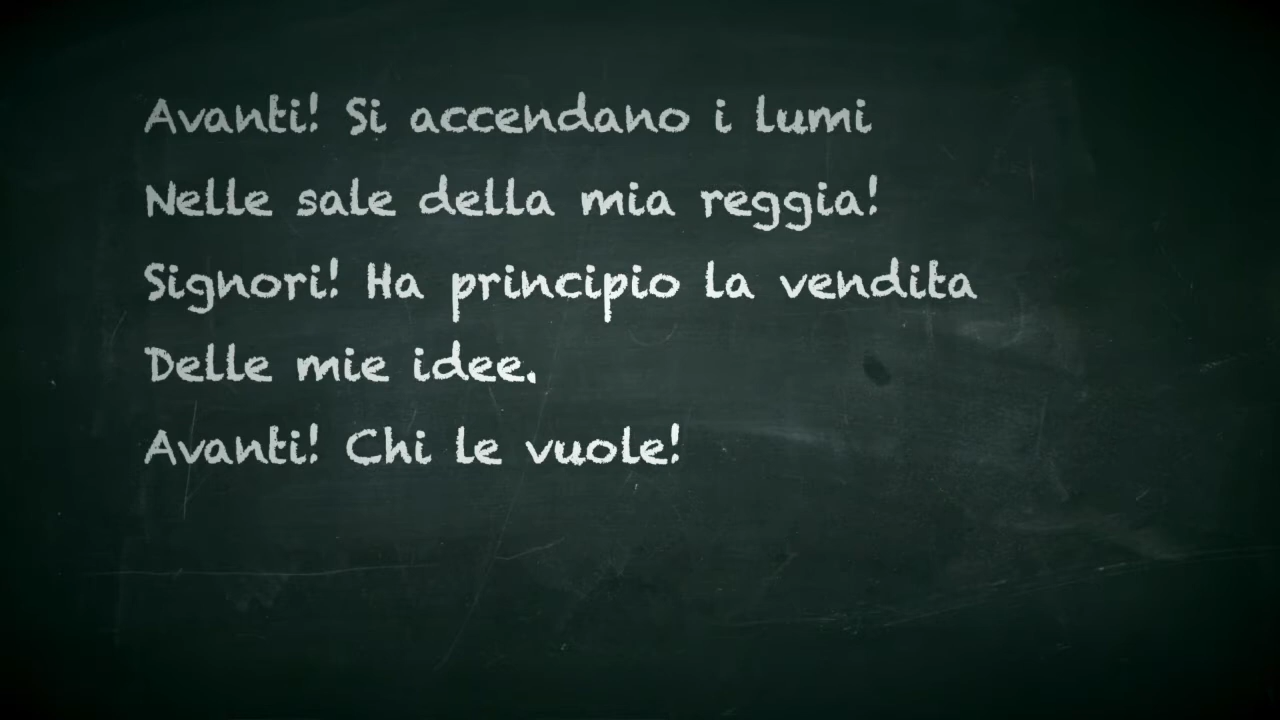 Avanti! Si accendano i lumi
Nelle sale della mia reggia!
Signori! Ha principio la vendita
Delle mie idee.
Avanti! Chi le vuole!